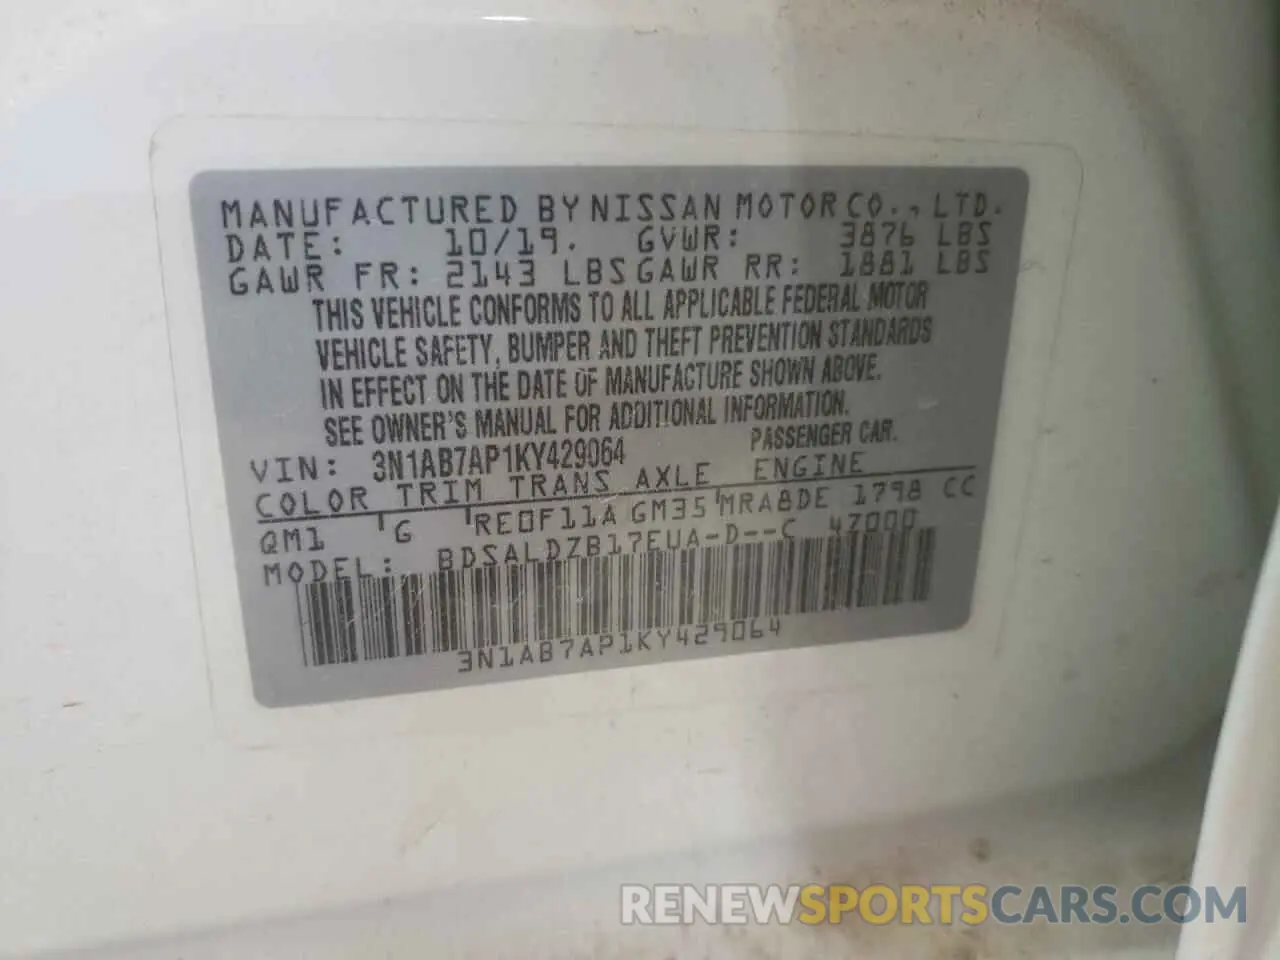 MANUFACTURED BY NISSAN MOTOR CO., LTD.
DATE: 10/19. GVWR: 3876 LBS
GAWR FR: 2143 LBS GAWR RR: 1881 LBS
THIS VEHICLE CONFORMS TO ALL APPLICABLE FEDERAL MOTOR
VEHICLE SAFETY, BUMPER AND THEFT PREVENTION STANDARDS
IN EFFECT ON THE DATE OF MANUFACTURE SHOWN ABOVE.
SEE OWNER'S MANUAL FOR ADDITIONAL INFORMATION.
VIN: 3N1AB7AP1KY429064 PASSENGER CAR.
COLOR TRIM TRANS AXLE ENGINE
QM1 G RE0F11A GM35 MRA8DE 1798 CC
MODEL: BDSALDZB17EUA-D--C 47000
3N1AB7AP1KY429064
RENEWSPORTSCARS.COM